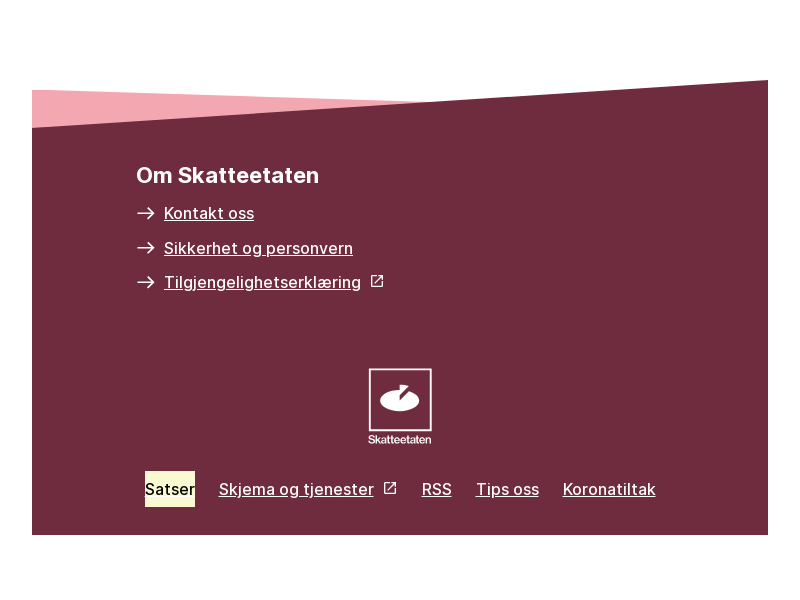 Om Skatteetaten
Kontakt oss
Sikkerhet og personvern
Tilgjengelighetserklæring
Skatteetaten
Satser Skjema og tjenester RSS Tips oss Koronatiltak